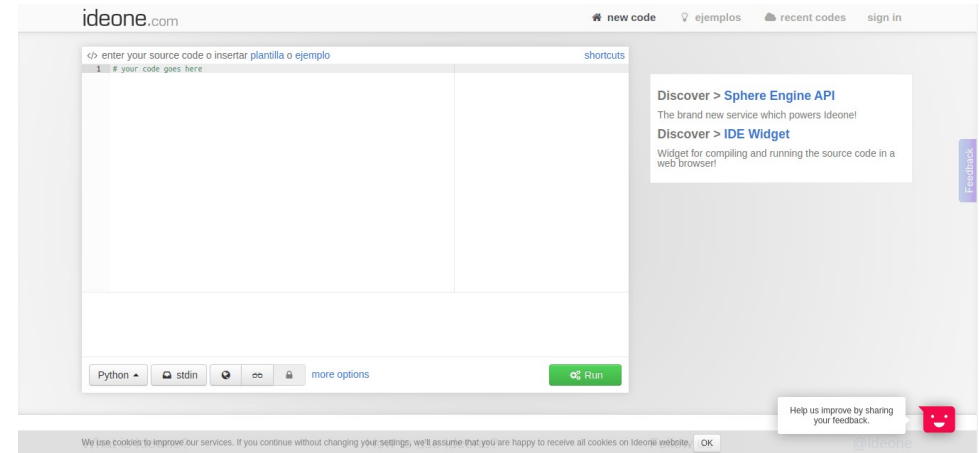 ideone.com
new code
ejemplos
recent codes
sign in
</> enter your source code o insertar plantilla o ejemplo
shortcuts
1 # your code goes here
Discover > Sphere Engine API
The brand new service which powers Ideone!
Discover > IDE Widget
Widget for compiling and running the source code in a
web browser!
Feedback
Python
stdin
more options
Run
Help us improve by sharing
your feedback.
We use cookies to improve our services. If you continue without changing your settings, we'll assume that you are happy to receive all cookies on Ideone website.
OK
@ideone